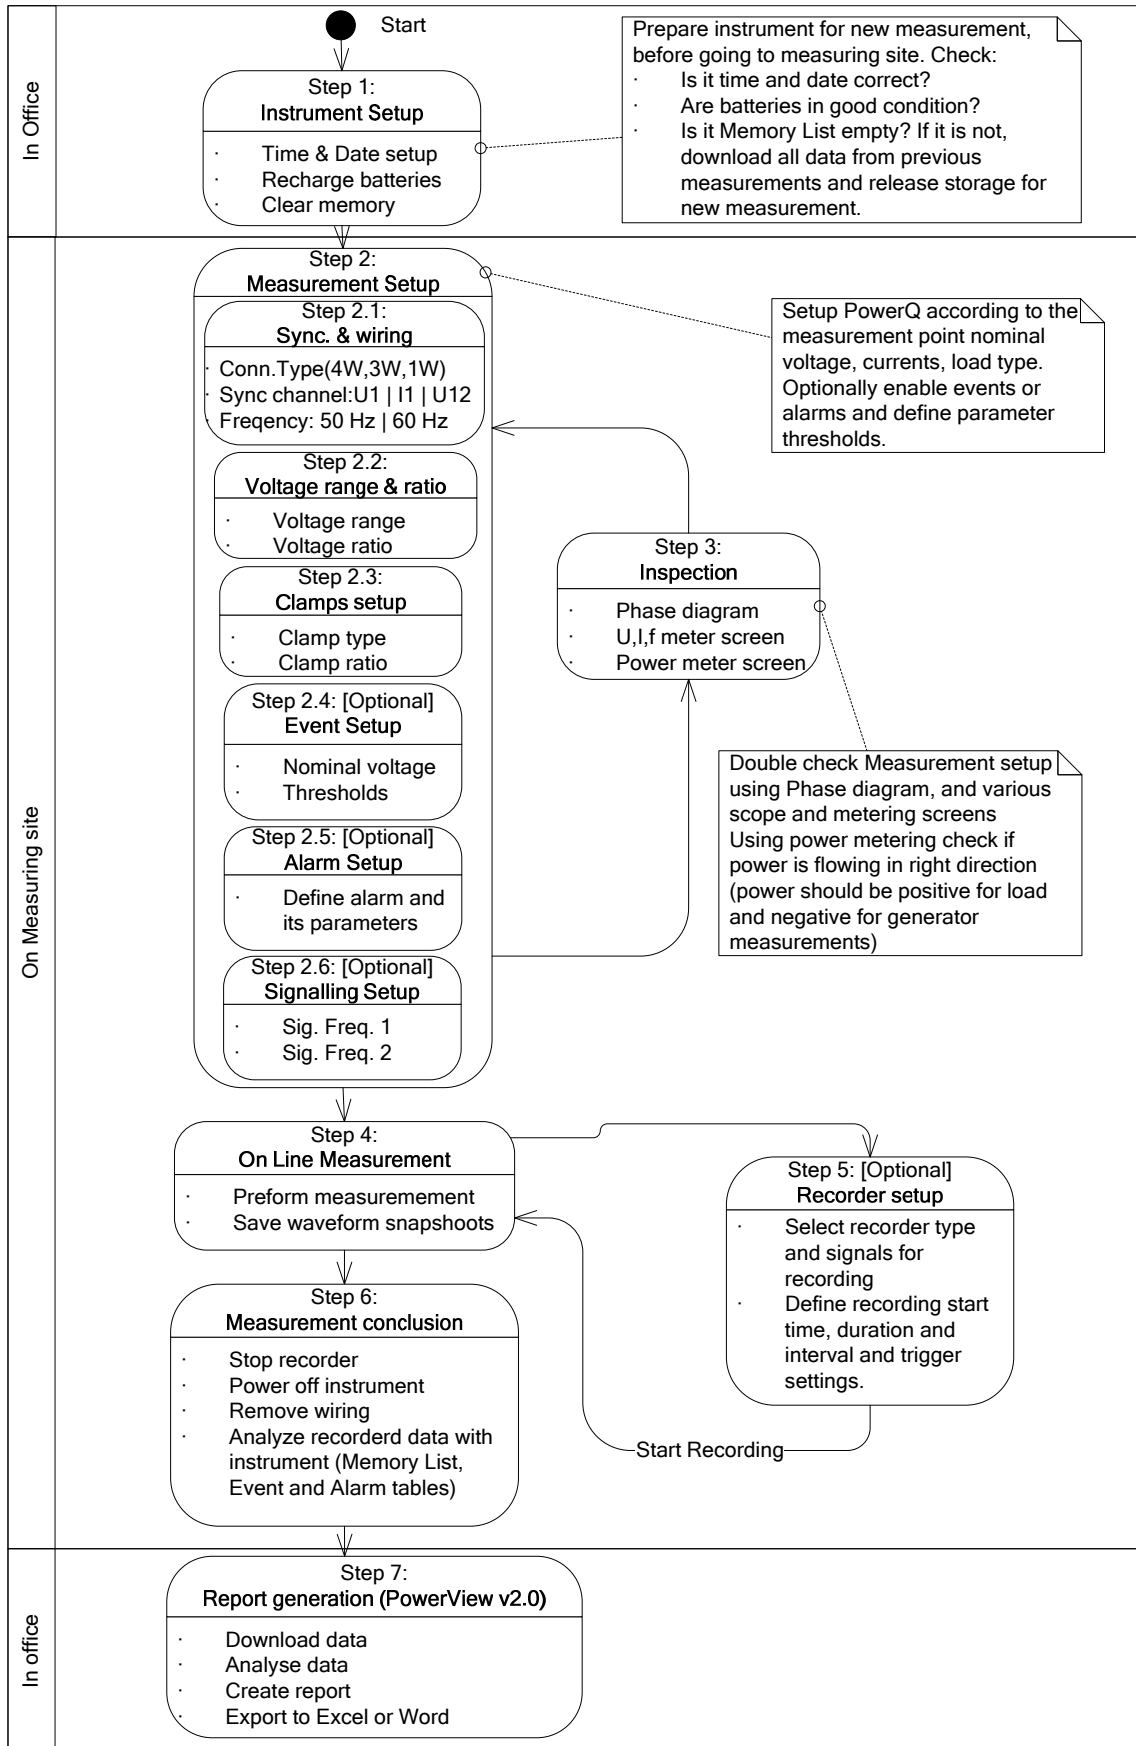 In Office
Start
Step 1:
Instrument Setup
· Time & Date setup
· Recharge batteries
· Clear memory
Prepare instrument for new measurement,
before going to measuring site. Check:
· Is it time and date correct?
· Are batteries in good condition?
· Is it Memory List empty? If it is not,
download all data from previous
measurements and release storage for
new measurement.
On Measuring site
Step 2:
Measurement Setup
Step 2.1:
Sync. & wiring
· Conn.Type(4W,3W,1W)
· Sync channel:U1 | I1 | U12
· Freqency: 50 Hz | 60 Hz
Step 2.2:
Voltage range & ratio
· Voltage range
· Voltage ratio
Step 2.3:
Clamps setup
· Clamp type
· Clamp ratio
Step 2.4: [Optional]
Event Setup
· Nominal voltage
· Thresholds
Step 2.5: [Optional]
Alarm Setup
· Define alarm and
its parameters
Step 2.6: [Optional]
Signalling Setup
· Sig. Freq. 1
· Sig. Freq. 2
Setup PowerQ according to the
measurement point nominal
voltage, currents, load type.
Optionally enable events or
alarms and define parameter
thresholds.
Step 3:
Inspection
· Phase diagram
· U,I,f meter screen
· Power meter screen
Double check Measurement setup
using Phase diagram, and various
scope and metering screens
Using power metering check if
power is flowing in right direction
(power should be positive for load
and negative for generator
measurements)
Step 4:
On Line Measurement
· Preform measuremement
· Save waveform snapshoots
Step 5: [Optional]
Recorder setup
· Select recorder type
and signals for
recording
· Define recording start
time, duration and
interval and trigger
settings.
Start Recording
Step 6:
Measurement conclusion
· Stop recorder
· Power off instrument
· Remove wiring
· Analyze recorderd data with
instrument (Memory List,
Event and Alarm tables)
In office
Step 7:
Report generation (PowerView v2.0)
· Download data
· Analyse data
· Create report
· Export to Excel or Word